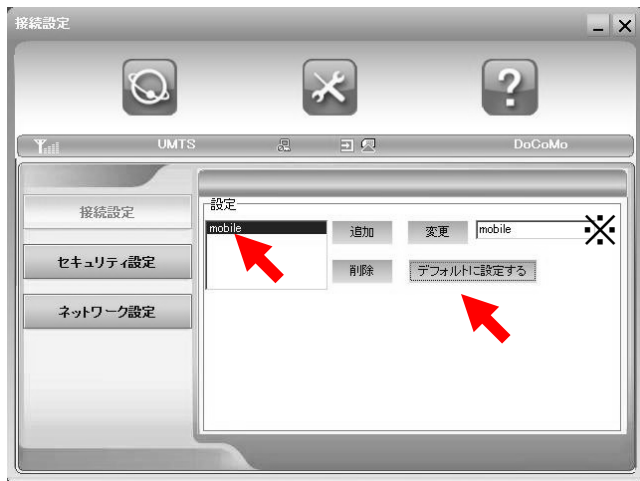 接続設定
UMTS
DoCoMo
接続設定
設定
mobile
追加
変更
mobile
※
セキュリティ設定
削除
デフォルトに設定する
ネットワーク設定